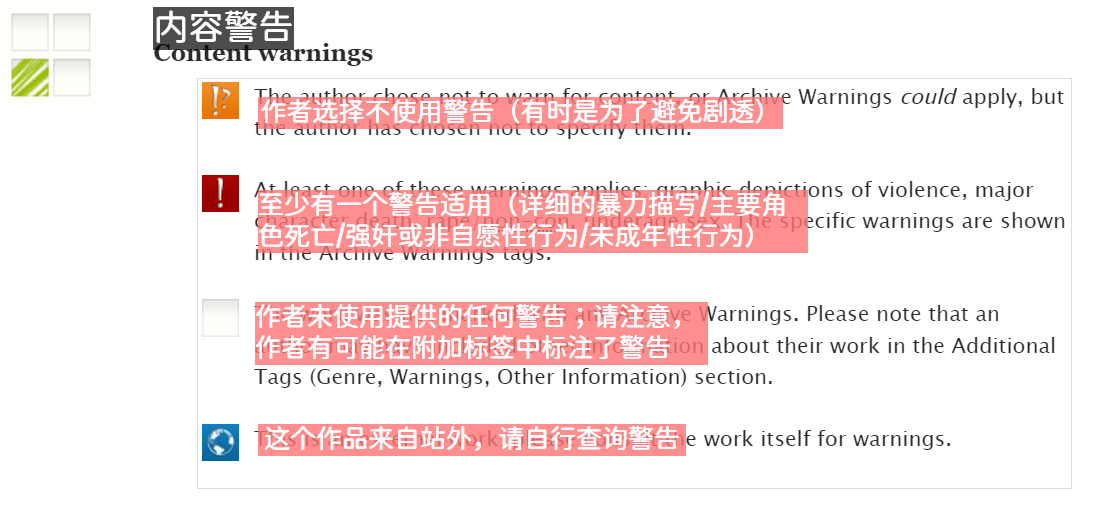 内容警告
Content warnings
The author chose not to warn for content, or Archive Warnings could apply, but
作者选择不使用警告（有时是为了避免剧透）
the author has chosen not to specify them.
At least one of these warnings applies: graphic depictions of violence, major
至少有一个警告适用（详细的暴力描写/主要角
character death, rape/non-con, underage sex. The specific warnings are shown
色死亡/强奸或非自愿性行为/未成年性行为）
in the Archive Warnings tags.
作者未使用提供的任何警告；请注意，
Warnings. Please note that an
作者有可能在附加标签中标注了警告
about their work in the Additional
Tags (Genre, Warnings, Other Information) section.
这个作品来自站外，请自行查询警告
the work itself for warnings.